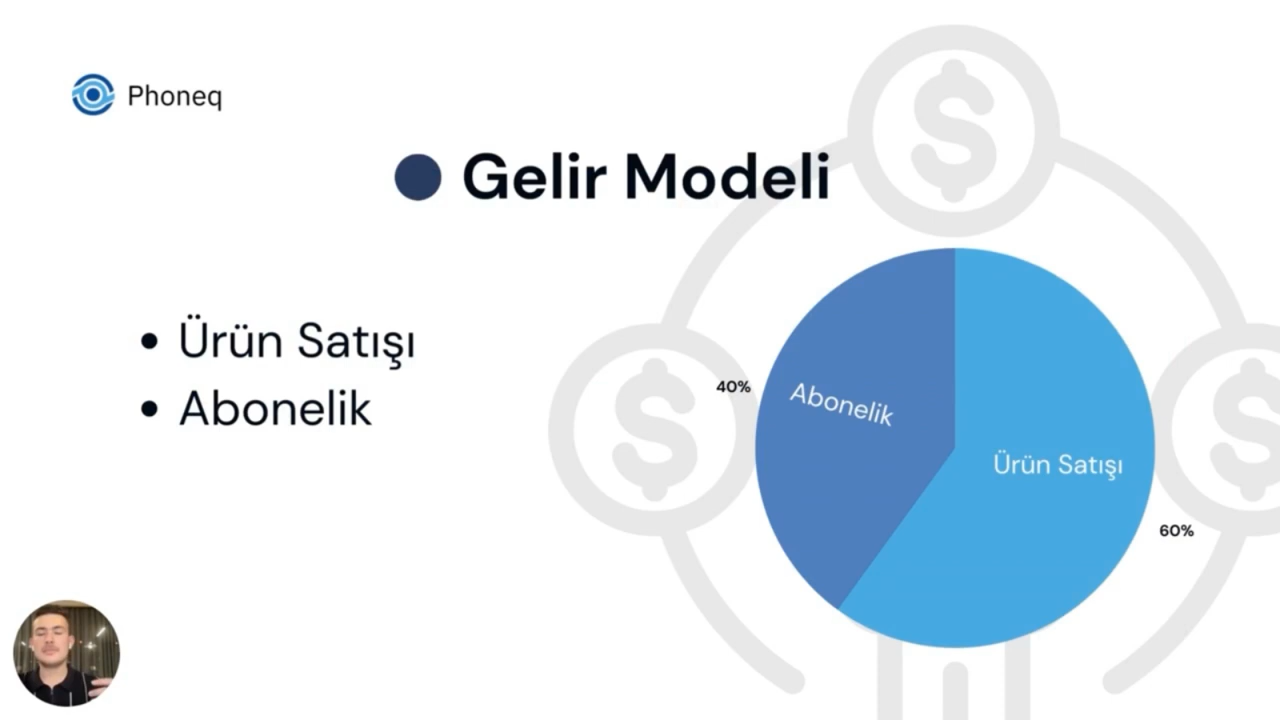 Phoneq
Gelir Modeli
• Ürün Satışı
• Abonelik
40%
Abonelik
Ürün Satışı
60%